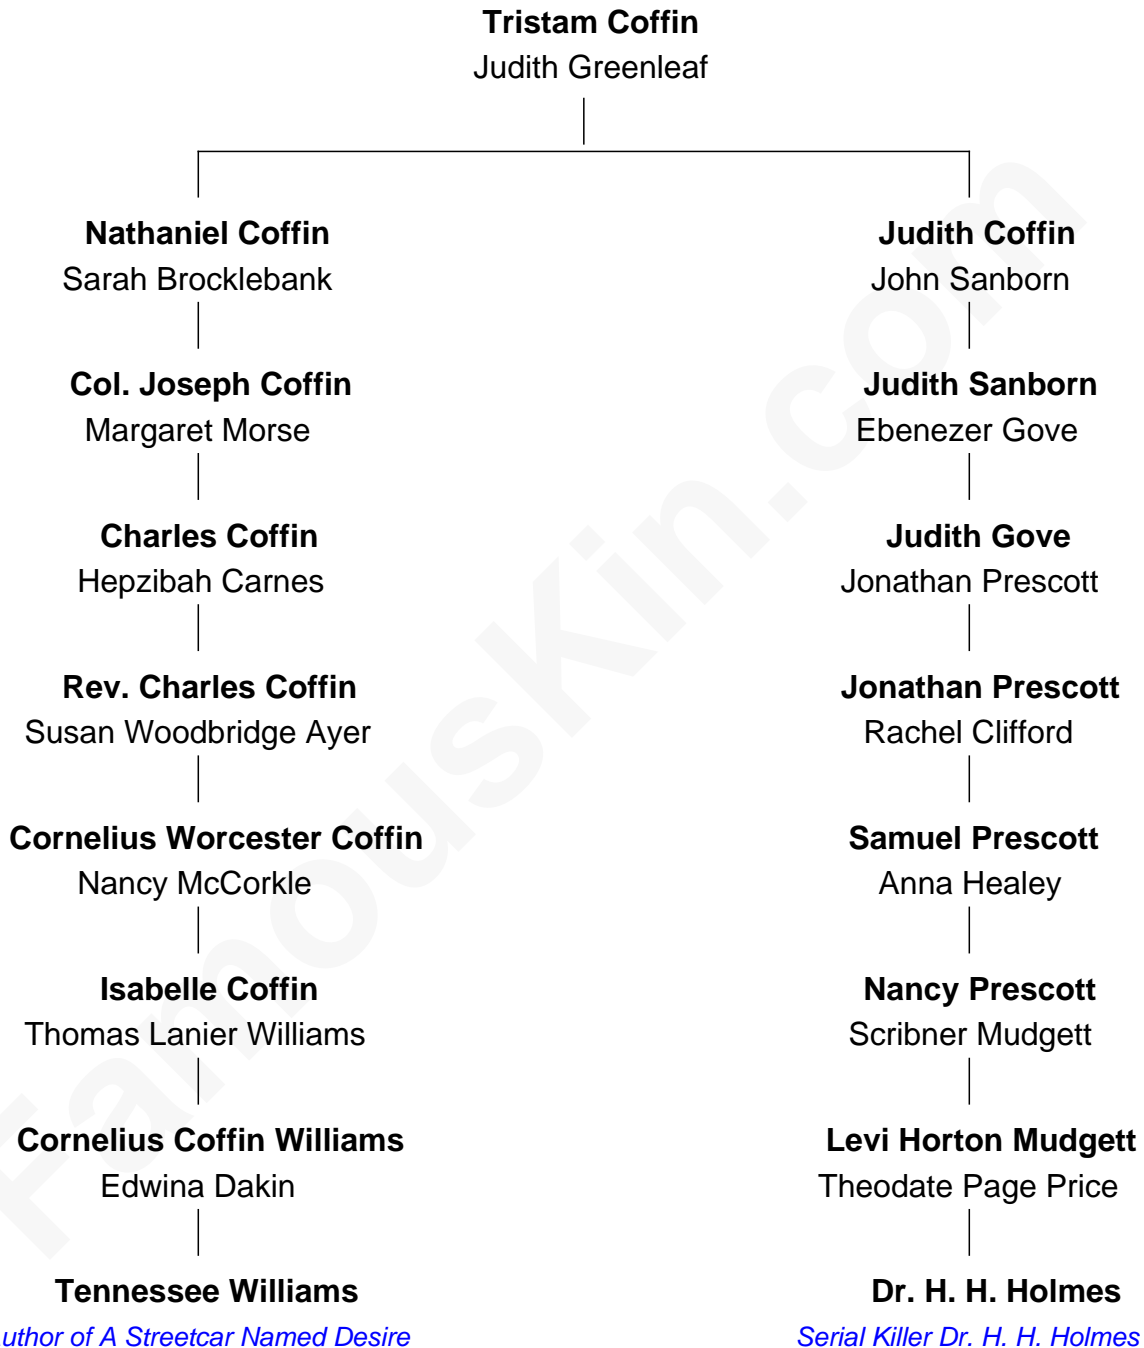 Tristam Coffin
Judith Greenleaf
Nathaniel Coffin
Sarah Brocklebank
Judith Coffin
John Sanborn
Col. Joseph Coffin
Margaret Morse
Judith Sanborn
Ebenezer Gove
Charles Coffin
Hepzibah Carnes
Judith Gove
Jonathan Prescott
Rev. Charles Coffin
Susan Woodbridge Ayer
Jonathan Prescott
Rachel Clifford
Cornelius Worcester Coffin
Nancy McCorkle
Samuel Prescott
Anna Healey
Isabelle Coffin
Thomas Lanier Williams
Nancy Prescott
Scribner Mudgett
Cornelius Coffin Williams
Edwina Dakin
Levi Horton Mudgett
Theodate Page Price
Tennessee Williams
uthor of A Streetcar Named Desire
Dr. H. H. Holmes
Serial Killer Dr. H. H. Holmes
FamousKin.com